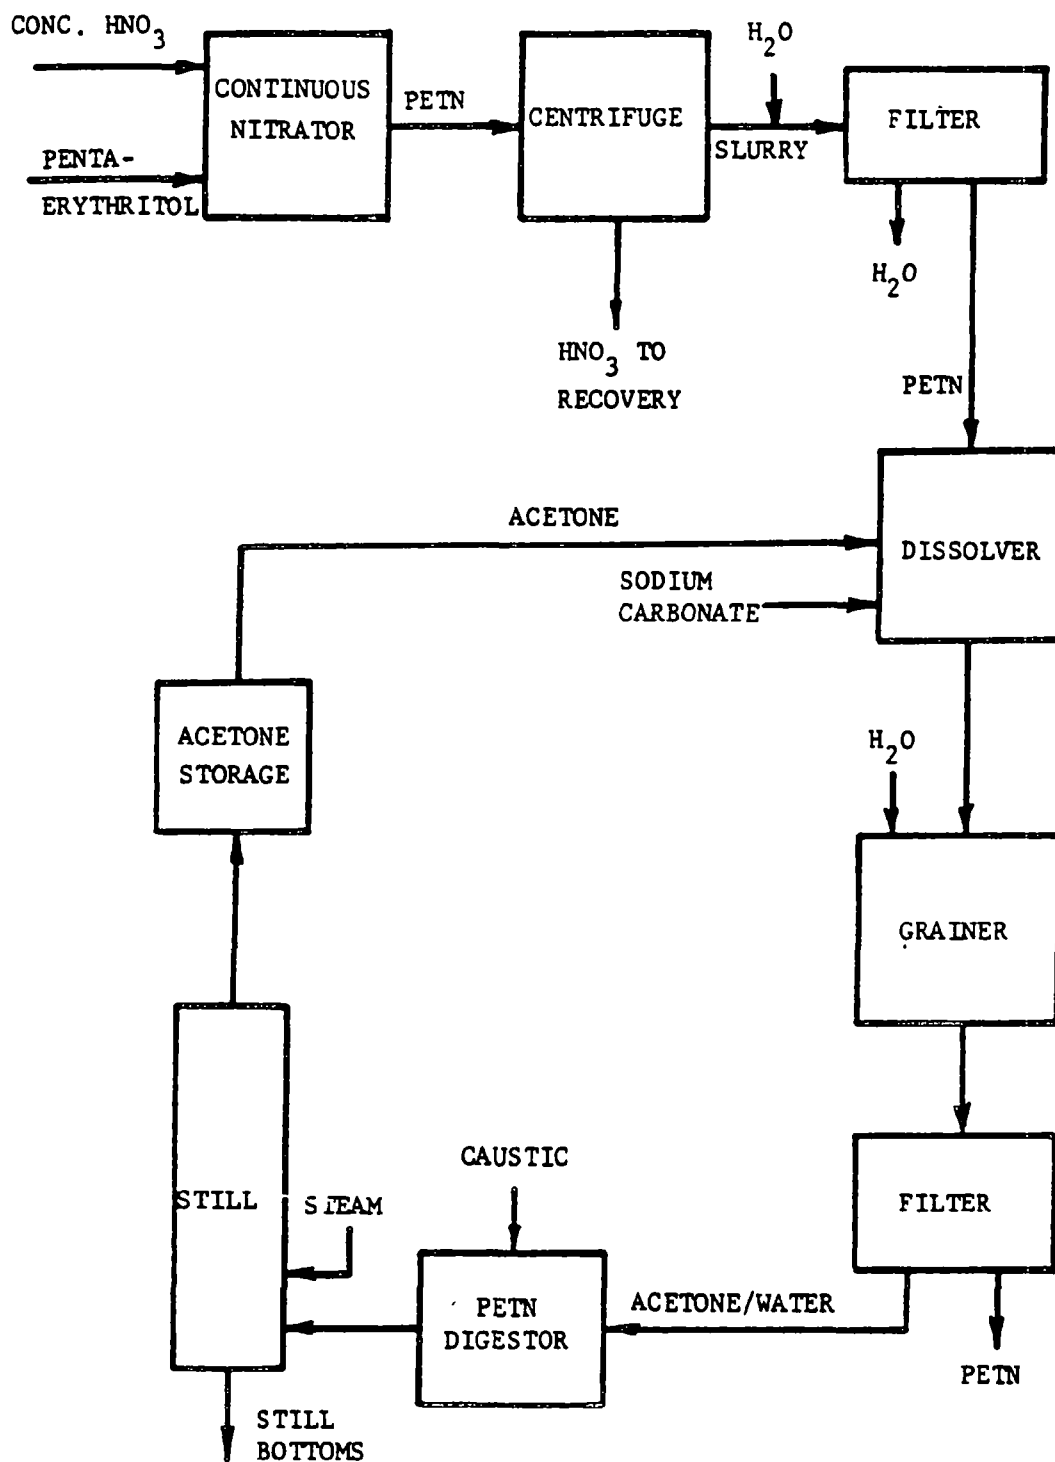 CONC. HNO3
CONTINUOUS
NITRATOR
PENTA-
ERYTHRITOL
PETN
CENTRIFUGE
H2O
SLURRY
FILTER
H2O
HNO3 TO
RECOVERY
PETN
ACETONE
DISSOLVER
SODIUM
CARBONATE
ACETONE
STORAGE
H2O
GRAINER
CAUSTIC
STILL
STEAM
FILTER
PETN
DIGESTOR
ACETONE/WATER
PETN
STILL
BOTTOMS